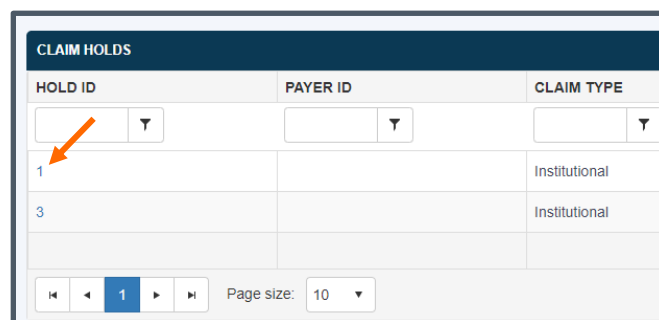 CLAIM HOLDS
HOLD ID PAYER ID CLAIM TYPE
1 Institutional
3 Institutional
1 Page size: 10